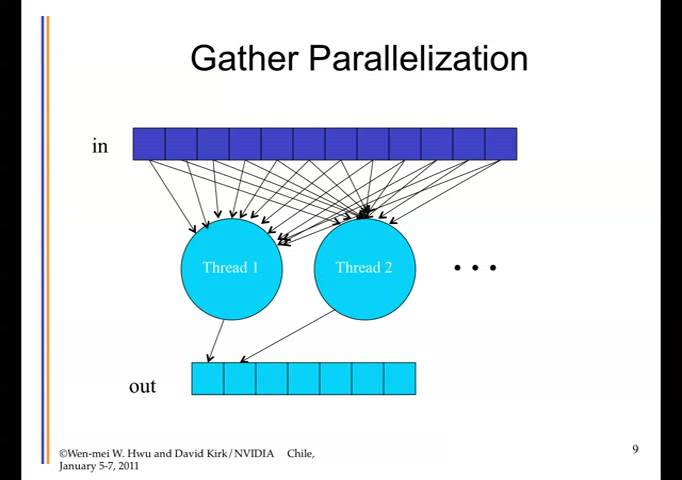 Gather Parallelization
in
Thread 1
Thread 2
• • •
out
©Wen-mei W. Hwu and David Kirk/NVIDIA Chile,
January 5-7, 2011
9